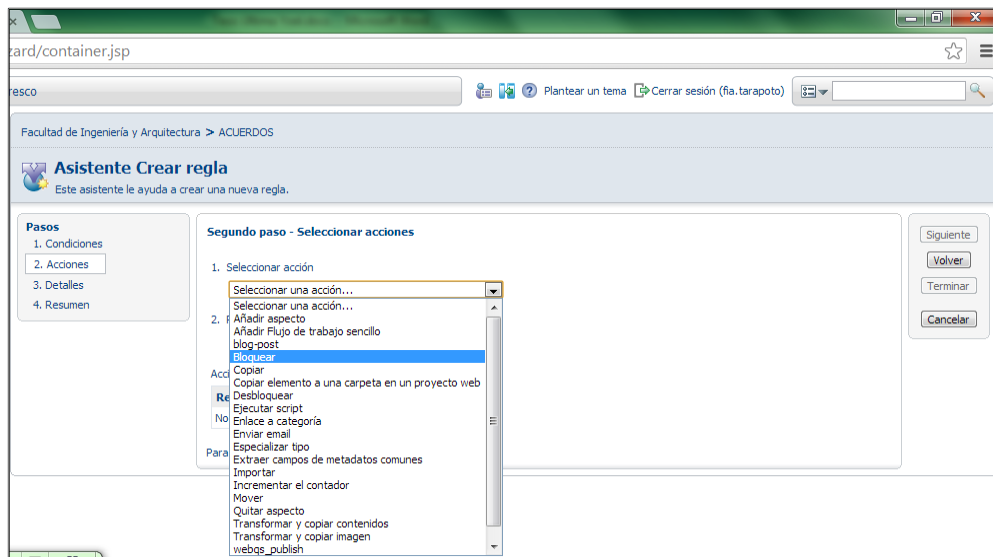 zard/container.jsp
resco
Plantear un tema Cerrar sesión (fia.tarapoto)
Facultad de Ingeniería y Arquitectura > ACUERDOS
Asistente Crear regla
Este asistente le ayuda a crear una nueva regla.
Pasos
1. Condiciones
2. Acciones
3. Detalles
4. Resumen
Segundo paso - Seleccionar acciones
1. Seleccionar acción
Seleccionar una acción...
Seleccionar una acción...
2.
Añadir aspecto
Añadir Flujo de trabajo sencillo
blog-post
Bloquear
Copiar
Acci
Copiar elemento a una carpeta en un proyecto web
Re
Desbloquear
Ejecutar script
No
Enlace a categoría
Enviar email
Especializar tipo
Para
Extraer campos de metadatos comunes
Importar
Incrementar el contador
Mover
Quitar aspecto
Transformar y copiar contenidos
Transformar y copiar imagen
webqs_publish
Siguiente
Volver
Terminar
Cancelar